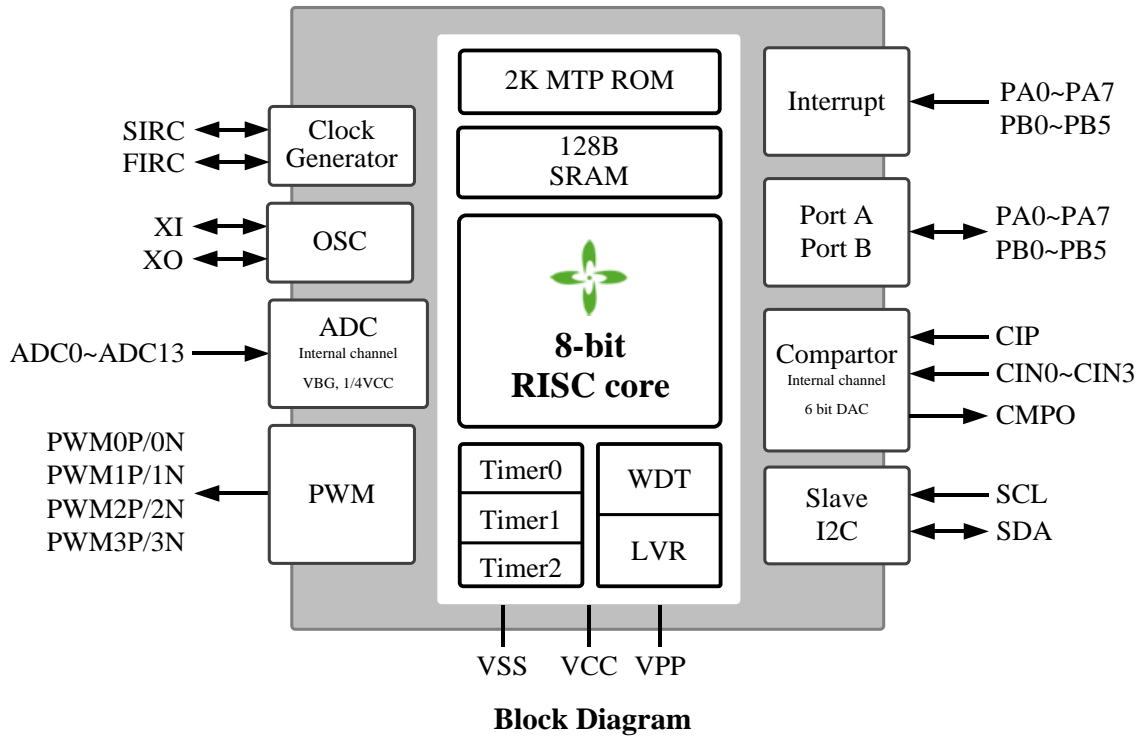 2K MTP ROM
128B
SRAM
8-bit
RISC core
Timer0
Timer1
Timer2
WDT
LVR
SIRC
FIRC
Clock
Generator
XI
XO
OSC
ADC0~ADC13
ADC
Internal channel
VBG, 1/4VCC
PWM0P/0N
PWM1P/1N
PWM2P/2N
PWM3P/3N
PWM
Interrupt
PA0~PA7
PB0~PB5
Port A
Port B
PA0~PA7
PB0~PB5
Compartor
Internal channel
6 bit DAC
CIP
CIN0~CIN3
CMPO
Slave
I2C
SCL
SDA
VSS
VCC
VPP
Block Diagram